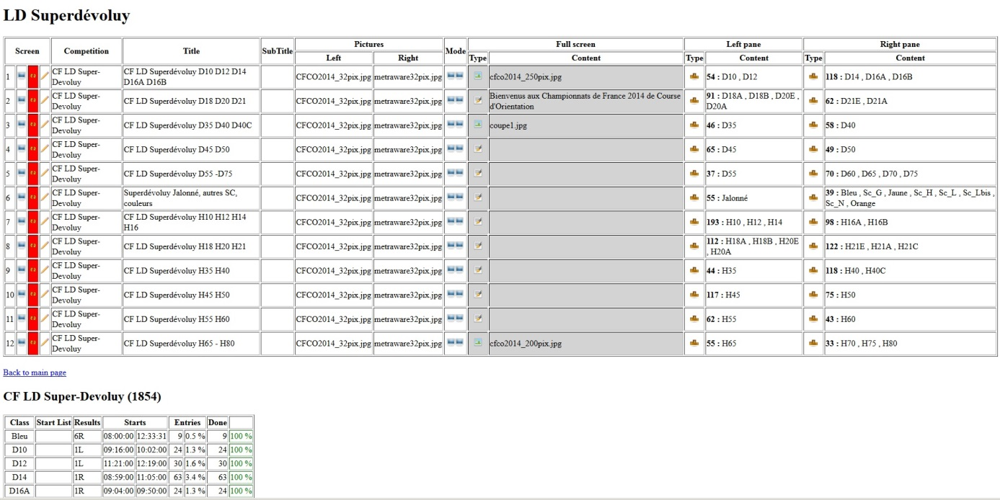 LD Superdévoluy
Screen Competition Title SubTitle Pictures Mode Full screen Left pane Right pane
Left Right Type Content Type Content Type Content
1 CF LD Super-Devoluy CF LD Superdévoluy D10 D12 D14 D16A D16B CFCO2014_32pix.jpg metraware32pix.jpg cfco2014_250pix.jpg 54 : D10 , D12 118 : D14 , D16A , D16B
2 CF LD Super-Devoluy CF LD Superdévoluy D18 D20 D21 CFCO2014_32pix.jpg metraware32pix.jpg Bienvenus aux Championnats de France 2014 de Course d'Orientation 91 : D18A , D18B , D20E , D20A 62 : D21E , D21A
3 CF LD Super-Devoluy CF LD Superdévoluy D35 D40 D40C CFCO2014_32pix.jpg metraware32pix.jpg coupe1.jpg 46 : D35 58 : D40
4 CF LD Super-Devoluy CF LD Superdévoluy D45 D50 CFCO2014_32pix.jpg metraware32pix.jpg 65 : D45 49 : D50
5 CF LD Super-Devoluy CF LD Superdévoluy D55 -D75 CFCO2014_32pix.jpg metraware32pix.jpg 37 : D55 70 : D60 , D65 , D70 , D75
6 CF LD Super-Devoluy Superdévoluy Jalonné, autres SC, couleurs CFCO2014_32pix.jpg metraware32pix.jpg 55 : Jalonné 39 : Bleu , Sc_G , Jaune , Sc_H , Sc_L , Sc_Lbis , Sc_N , Orange
7 CF LD Super-Devoluy CF LD Superdévoluy H10 H12 H14 H16 CFCO2014_32pix.jpg metraware32pix.jpg 193 : H10 , H12 , H14 98 : H16A , H16B
8 CF LD Super-Devoluy CF LD Superdévoluy H18 H20 H21 CFCO2014_32pix.jpg metraware32pix.jpg 112 : H18A , H18B , H20E , H20A 122 : H21E , H21A , H21C
9 CF LD Super-Devoluy CF LD Superdévoluy H35 H40 CFCO2014_32pix.jpg metraware32pix.jpg 44 : H35 118 : H40 , H40C
10 CF LD Super-Devoluy CF LD Superdévoluy H45 H50 CFCO2014_32pix.jpg metraware32pix.jpg 117 : H45 75 : H50
11 CF LD Super-Devoluy CF LD Superdévoluy H55 H60 CFCO2014_32pix.jpg metraware32pix.jpg 62 : H55 43 : H60
12 CF LD Super-Devoluy CF LD Superdévoluy H65 - H80 CFCO2014_32pix.jpg metraware32pix.jpg cfco2014_200pix.jpg 55 : H65 33 : H70 , H75 , H80
Back to main page
CF LD Super-Devoluy (1854)
Class Start List Results Starts Entries Done
Bleu 6R 08:00:00 12:33:31 9 0.5 % 9 100 %
D10 1L 09:16:00 10:02:00 24 1.3 % 24 100 %
D12 1L 11:21:00 12:19:00 30 1.6 % 30 100 %
D14 1R 08:59:00 11:05:00 63 3.4 % 63 100 %
D16A 1R 09:04:00 09:50:00 24 1.3 % 24 100 %